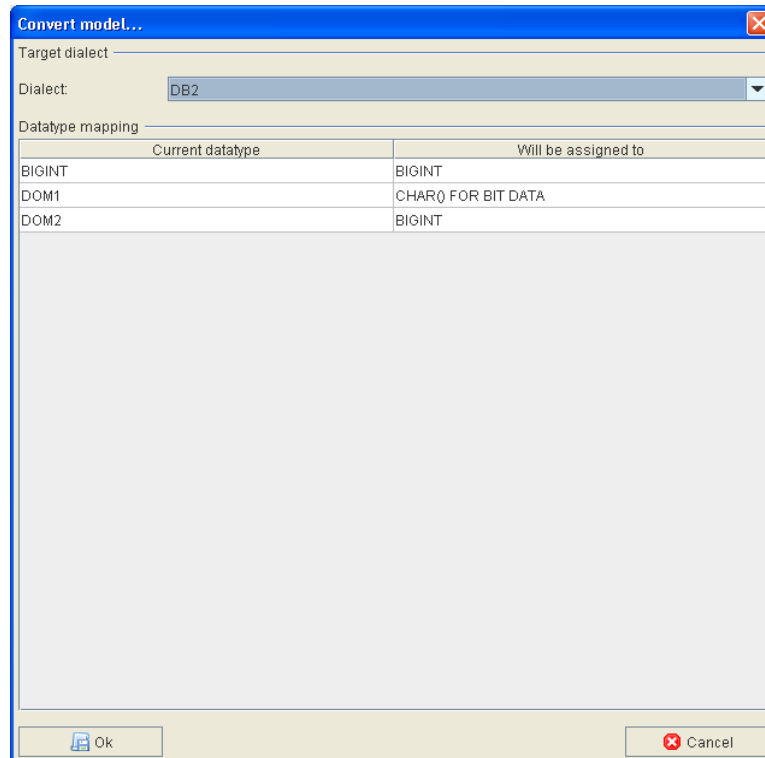 Convert model...
Target dialect
Dialect: DB2
Datatype mapping
Current datatype Will be assigned to
BIGINT BIGINT
DOM1 CHAR() FOR BIT DATA
DOM2 BIGINT
Ok Cancel